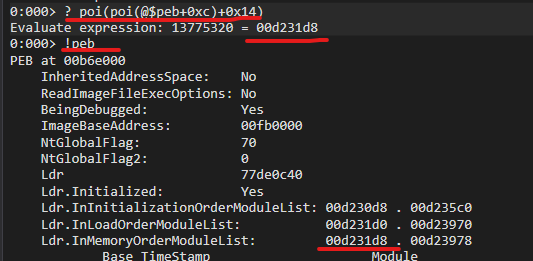 0:000> ? poi(poi(@$peb+0xc)+0x14)
Evaluate expression: 13775320 = 00d231d8
0:000> !peb
PEB at 00b6e000
    InheritedAddressSpace:    No
    ReadImageFileExecOptions: No
    BeingDebugged:            Yes
    ImageBaseAddress:         00fb0000
    NtGlobalFlag:             70
    NtGlobalFlag2:            0
    Ldr                       77de0c40
    Ldr.Initialized:          Yes
    Ldr.InInitializationOrderModuleList: 00d230d8 . 00d235c0
    Ldr.InLoadOrderModuleList:           00d231d0 . 00d23970
    Ldr.InMemoryOrderModuleList:         00d231d8 . 00d23978
            Base TimeStamp                     Module